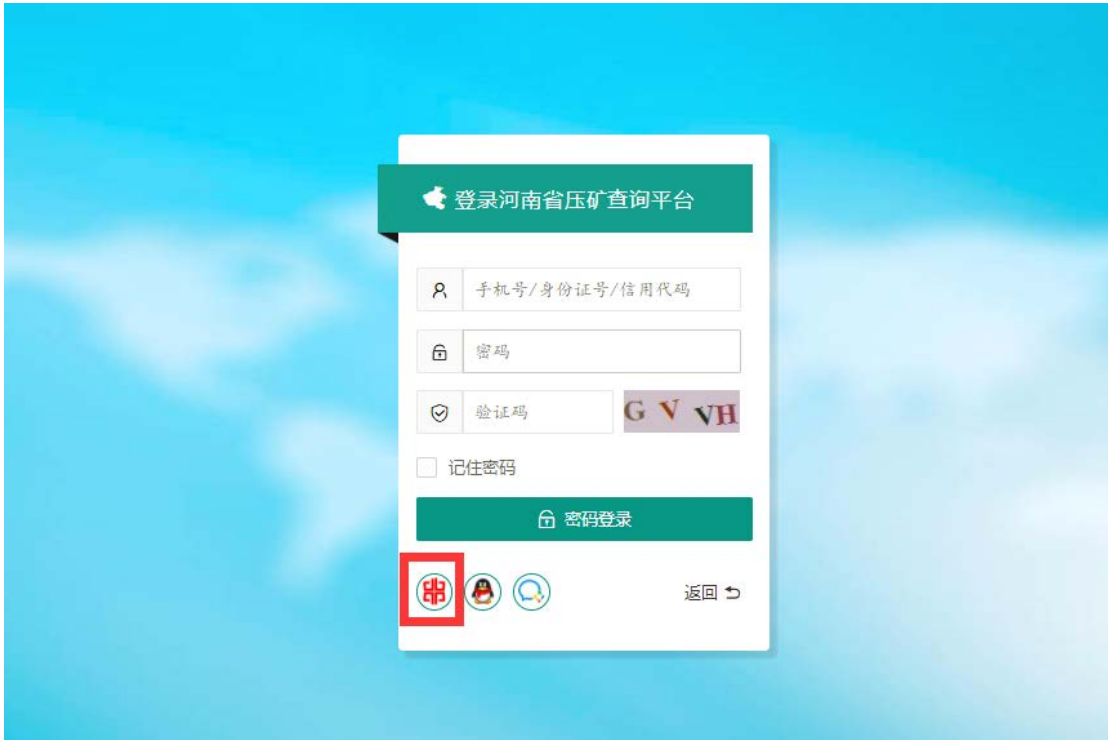 登录河南省压矿查询平台
手机号/身份证号/信用代码
密码
验证码
G V VH
记住密码
密码登录
返回